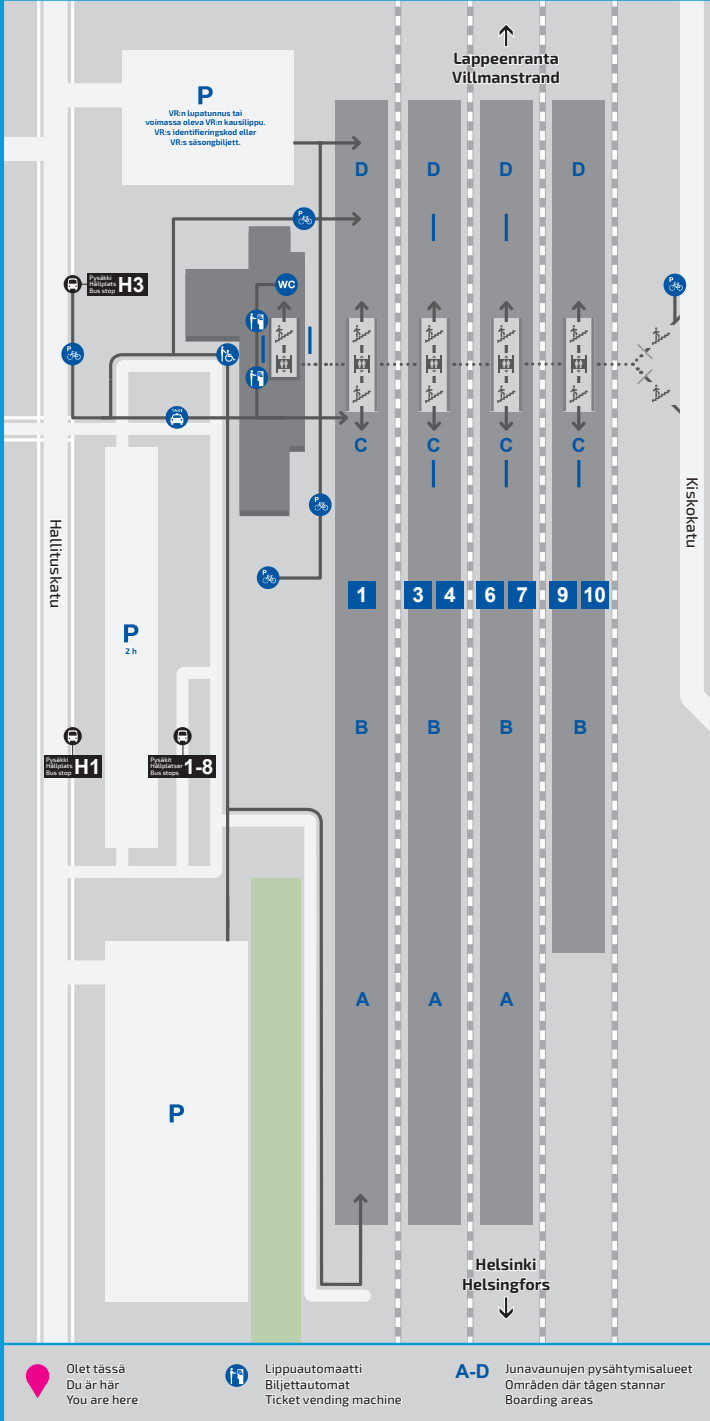 Lappeenranta
Villmanstrand
P
VR:n lupatunnus tai
voimassa oleva VR:n kausilippu.
VR:s identifieringskod eller
VR:s säsongbiljett.
D
D
D
D
P
Pysäkki
Hållplats
Bus stop
H3
WC
P
P
TAXI
C
C
C
C
P
P
Hallituskatu
Kiskokatu
1
3
4
6
7
9
10
P
2 h
B
B
B
B
Pysäkki
Hållplats
Bus stop
H1
Pysäkit
Hållplatser
Bus stops
1-8
A
A
A
P
Helsinki
Helsingfors
Olet tässä
Du är här
You are here
Lippuautomaatti
Biljettautomat
Ticket vending machine
A-D
Junavaunujen pysähtymisalueet
Områden där tågen stannar
Boarding areas